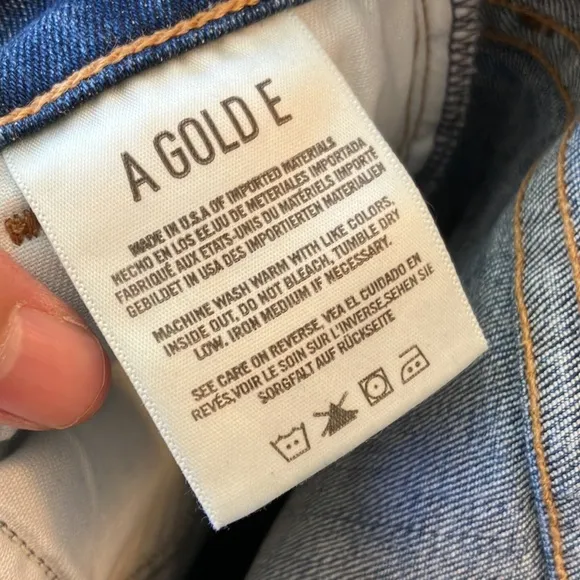 A GOLD E
MADE IN U.S.A OF IMPORTED MATERIALS
HECHO EN LOS EE.UU DE METERIALES IMPORTADA
FABRIQUÉ AUX ETATS-UNIS DU MATÉRIELS IMPORTÉ
GEBILDET IN USA DES IMPORTIERTEN MATERIALIEN
MACHINE WASH WARM WITH LIKE COLORS,
INSIDE OUT. DO NOT BLEACH, TUMBLE DRY
LOW. IRON MEDIUM IF NECESSARY.
SEE CARE ON REVERSE, VEA EL CUIDADO EN
REVÉS,VOIR LE SOIN SUR L'INVERSE,SEHEN SIE
SORGFALT AUF RÜCKSEITE